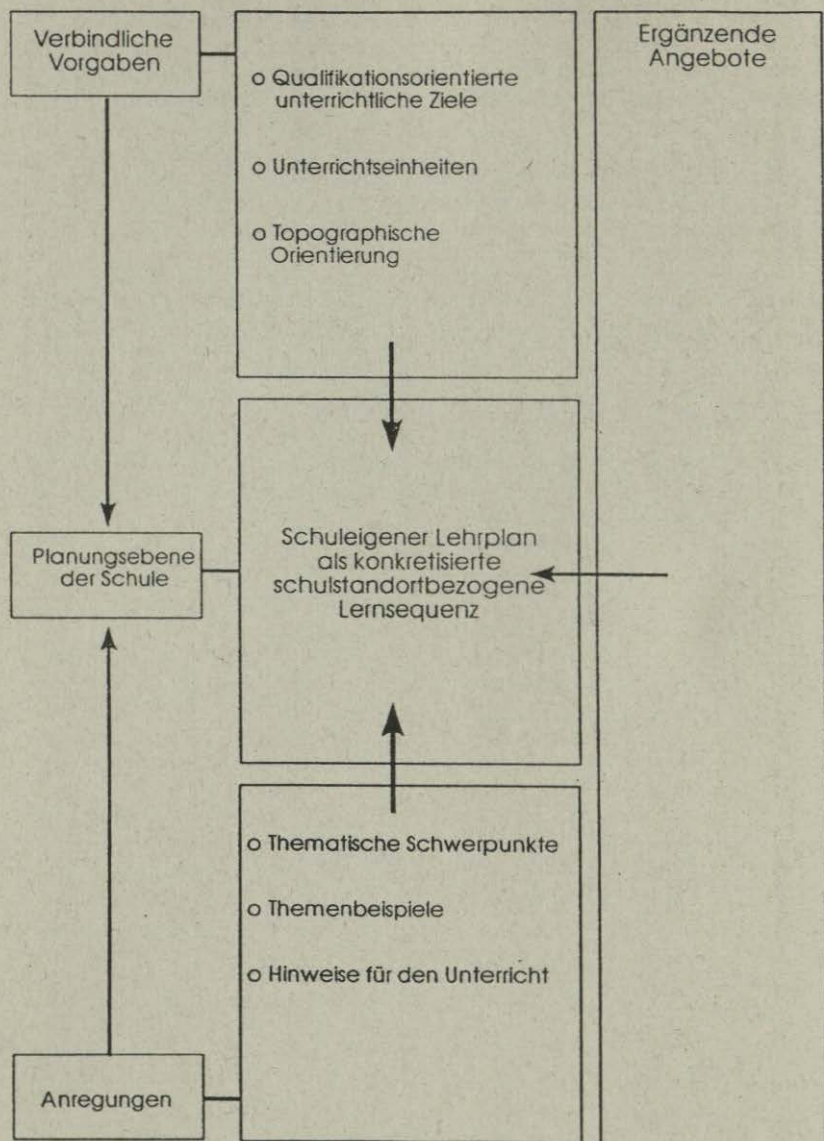 Verbindliche
Vorgaben
o Qualifikationsorientierte
unterrichtliche Ziele
o Unterrichtseinheiten
o Topographische
Orientierung
Ergänzende
Angebote
Planungsebene
der Schule
Schuleigener Lehrplan
als konkretisierte
schulstandortbezogene
Lernsequenz
o Thematische Schwerpunkte
o Themenbeispiele
o Hinweise für den Unterricht
Anregungen